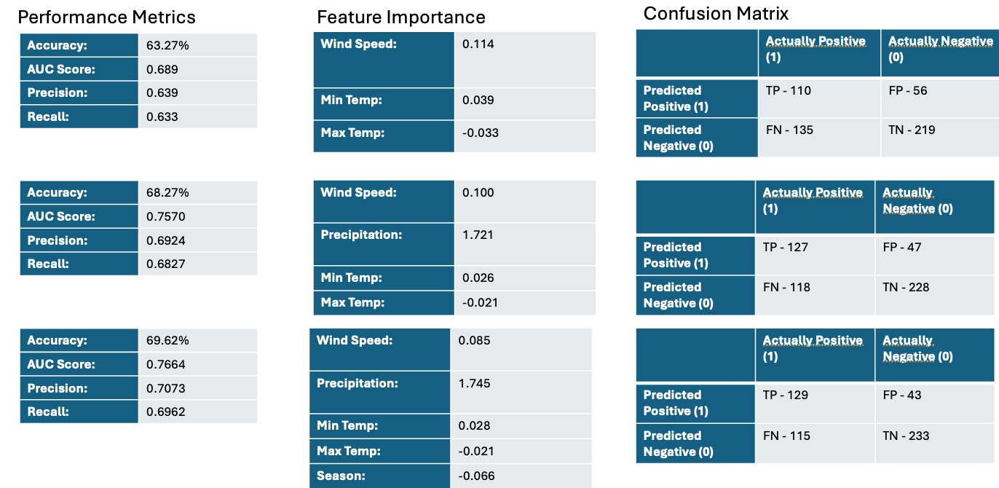 Performance Metrics
Accuracy: 63.27%
AUC Score: 0.689
Precision: 0.639
Recall: 0.633
Feature Importance
Wind Speed: 0.114
Min Temp: 0.039
Max Temp: -0.033
Confusion Matrix
Actually Positive (1) Actually Negative (0)
Predicted Positive (1) TP - 110 FP - 56
Predicted Negative (0) FN - 135 TN - 219
Accuracy: 68.27%
AUC Score: 0.7570
Precision: 0.6924
Recall: 0.6827
Wind Speed: 0.100
Precipitation: 1.721
Min Temp: 0.026
Max Temp: -0.021
Actually Positive (1) Actually Negative (0)
Predicted Positive (1) TP - 127 FP - 47
Predicted Negative (0) FN - 118 TN - 228
Accuracy: 69.62%
AUC Score: 0.7664
Precision: 0.7073
Recall: 0.6962
Wind Speed: 0.085
Precipitation: 1.745
Min Temp: 0.028
Max Temp: -0.021
Season: -0.066
Actually Positive (1) Actually Negative (0)
Predicted Positive (1) TP - 129 FP - 43
Predicted Negative (0) FN - 115 TN - 233